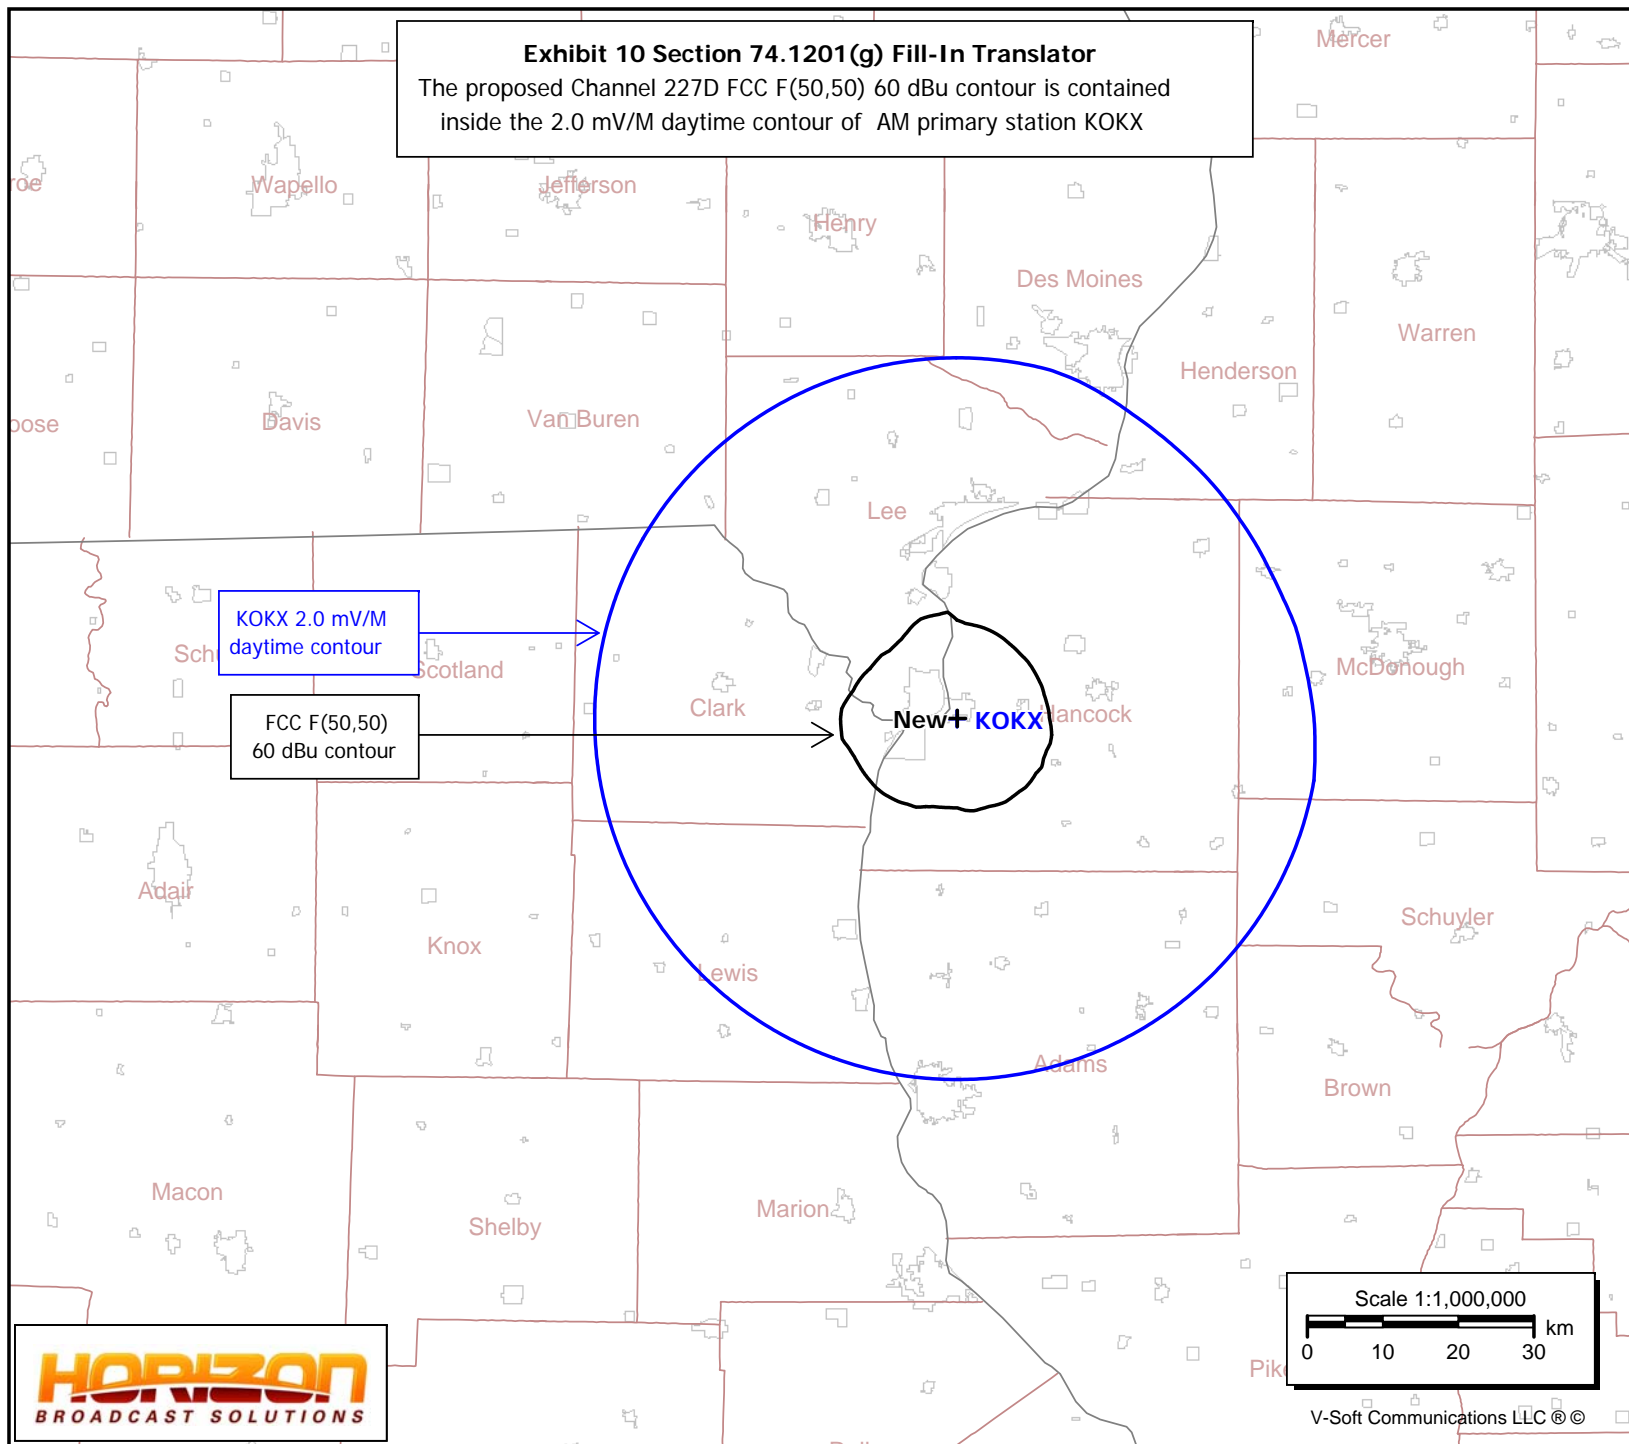 Exhibit 10 Section 74.1201(g) Fill-In Translator
The proposed Channel 227D FCC F(50,50) 60 dBu contour is contained
inside the 2.0 mV/M daytime contour of AM primary station KOKX
Mercer
roe
Wapello
Jefferson
Henry
Des Moines
Warren
Henderson
oose
Davis
Van Buren
Lee
KOKX 2.0 mV/M
daytime contour
Schu
Scotland
McDonough
Clark
Hancock
New+ KOKX
FCC F(50,50)
60 dBu contour
Adair
Knox
Lewis
Schuyler
Adams
Brown
Macon
Shelby
Marion
Scale 1:1,000,000
km
0 10 20 30
Pike
HORIZON
BROADCAST SOLUTIONS
V-Soft Communications LLC ® ©